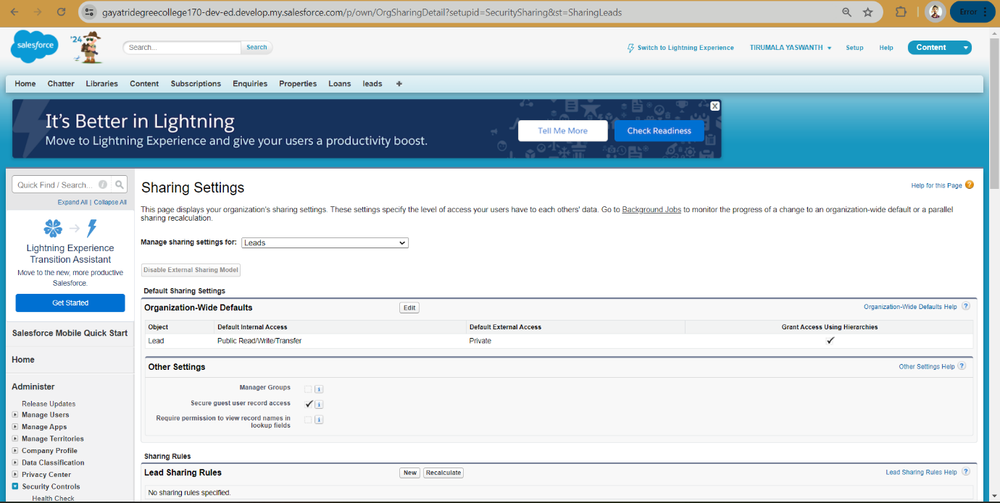 gayatridegreecollege170-dev-ed.develop.my.salesforce.com/p/own/OrgSharingDetail?setupid=SecuritySharing&st=SharingLeads
Error
salesforce
'24
Search...
Search
Switch to Lightning Experience
TIRUMALA YASWANTH
Setup
Help
Content
Home Chatter Libraries Content Subscriptions Enquiries Properties Loans leads +
It's Better in Lightning
Move to Lightning Experience and give your users a productivity boost.
Tell Me More
Check Readiness
X
Quick Find / Search...
Expand All | Collapse All
Lightning Experience
Transition Assistant
Move to the new, more productive
Salesforce.
Get Started
Salesforce Mobile Quick Start
Home
Administer
Release Updates
Manage Users
Manage Apps
Manage Territories
Company Profile
Data Classification
Privacy Center
Security Controls
Health Check
Sharing Settings
Help for this Page ?
This page displays your organization's sharing settings. These settings specify the level of access your users have to each others' data. Go to Background Jobs to monitor the progress of a change to an organization-wide default or a parallel
sharing recalculation.
Manage sharing settings for: Leads
Disable External Sharing Model
Default Sharing Settings
Organization-Wide Defaults Edit Organization-Wide Defaults Help ?
Object Default Internal Access Default External Access Grant Access Using Hierarchies
Lead Public Read/Write/Transfer Private ✓
Other Settings Other Settings Help ?
Manager Groups i
Secure guest user record access ✓ i
Require permission to view record names in i
lookup fields
Sharing Rules
Lead Sharing Rules New Recalculate Lead Sharing Rules Help ?
No sharing rules specified.